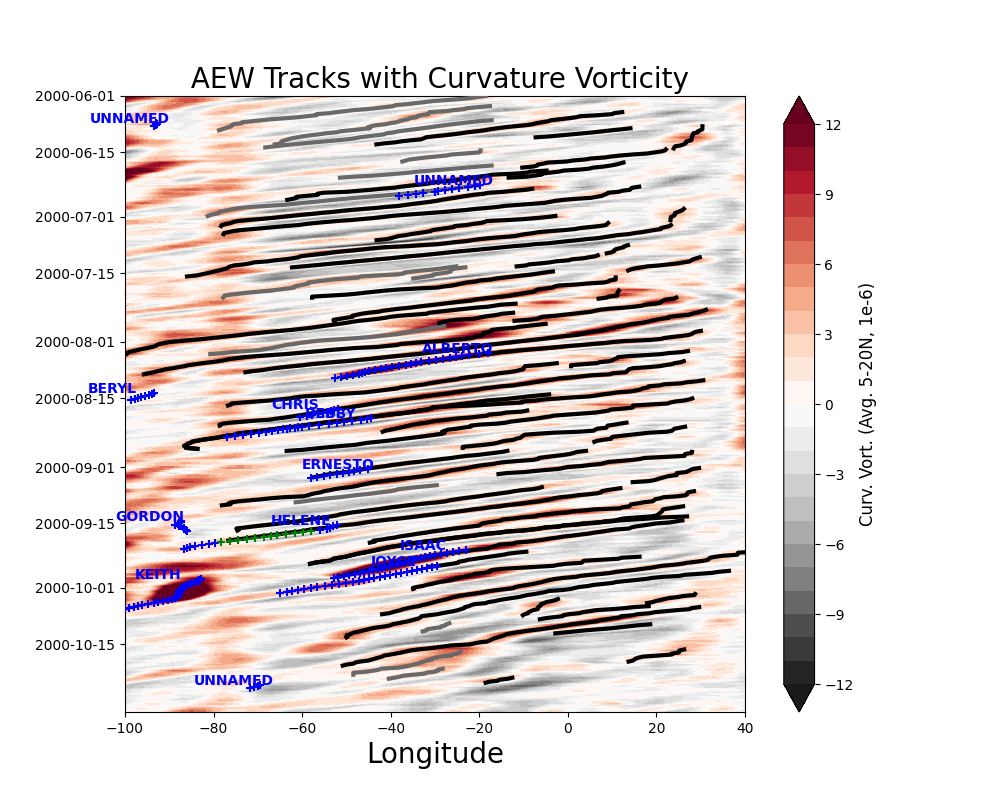 AEW Tracks with Curvature Vorticity
2000-06-01
2000-06-15
2000-07-01
2000-07-15
2000-08-01
2000-08-15
2000-09-01
2000-09-15
2000-10-01
2000-10-15
UNNAMED
UNNAMED
ALBERTO
BERYL
CHRIS
DEBBY
ERNESTO
GORDON
HELENE
ISAAC
JOYCE
KEITH
UNNAMED
−100
−80
−60
−40
−20
0
20
40
Longitude
12
9
6
3
0
−3
−6
−9
−12
Curv. Vort. (Avg. 5-20N, 1e-6)